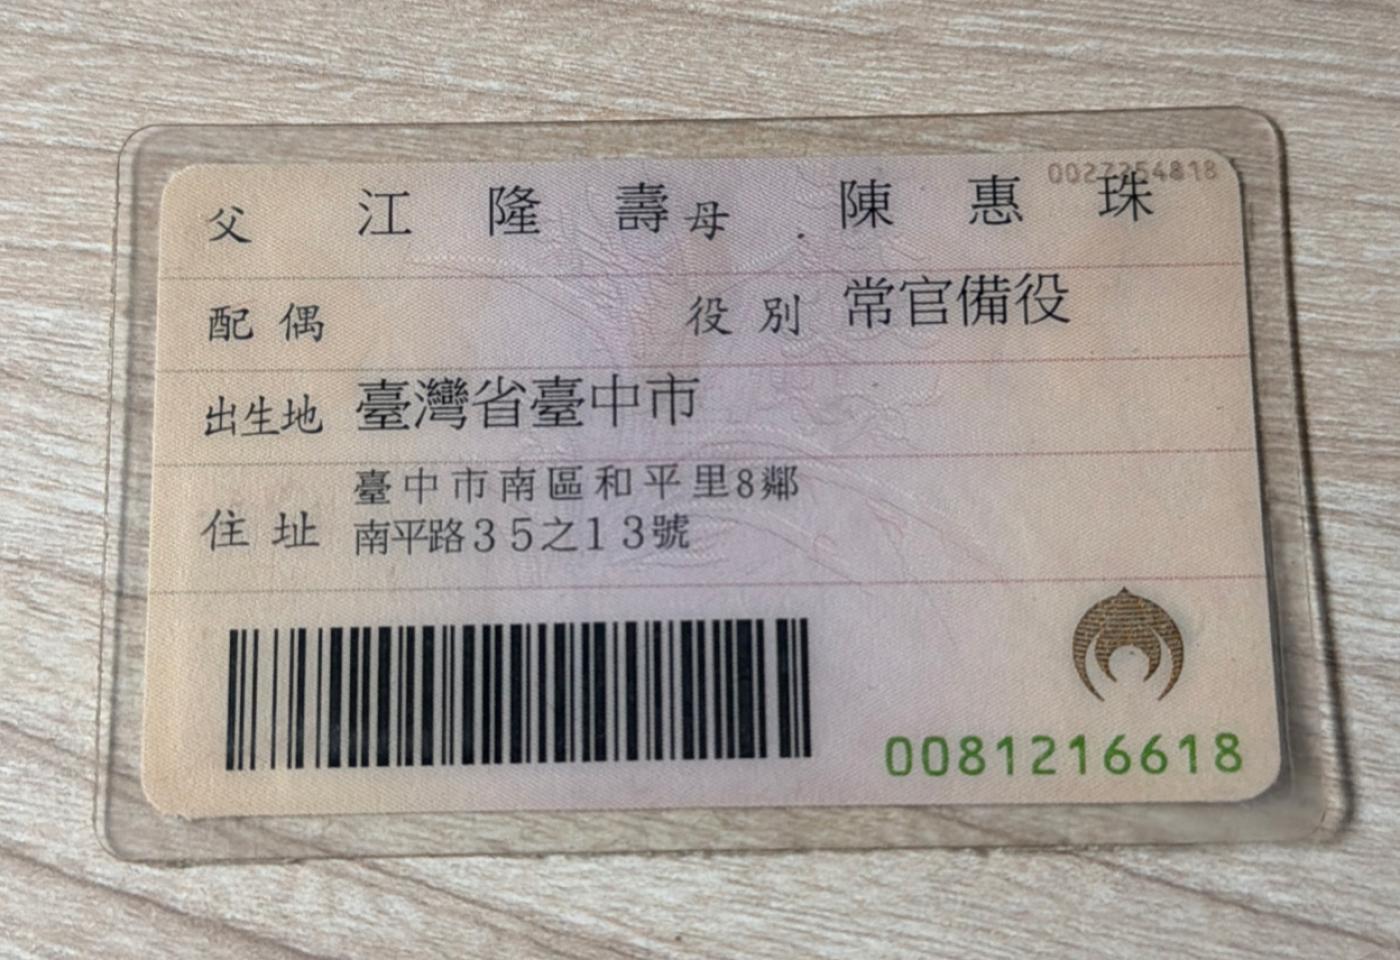 0027254818
父 江隆壽 母 陳惠珠
配偶 役別 常官備役
出生地 臺灣省臺中市
住址 臺中市南區和平里8鄰
南平路35之13號
0081216618